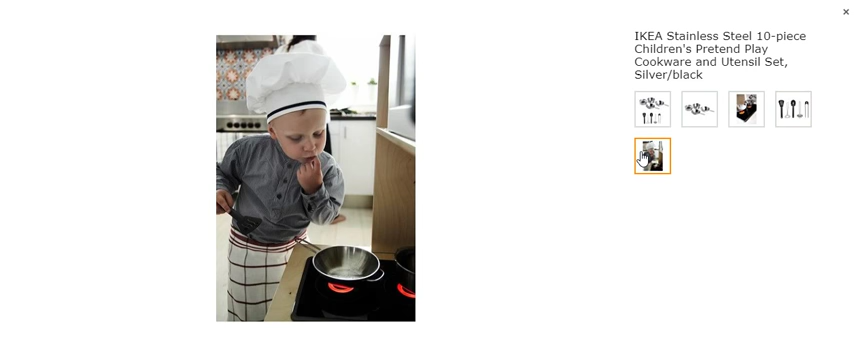 IKEA Stainless Steel 10-piece
Children's Pretend Play
Cookware and Utensil Set,
Silver/black